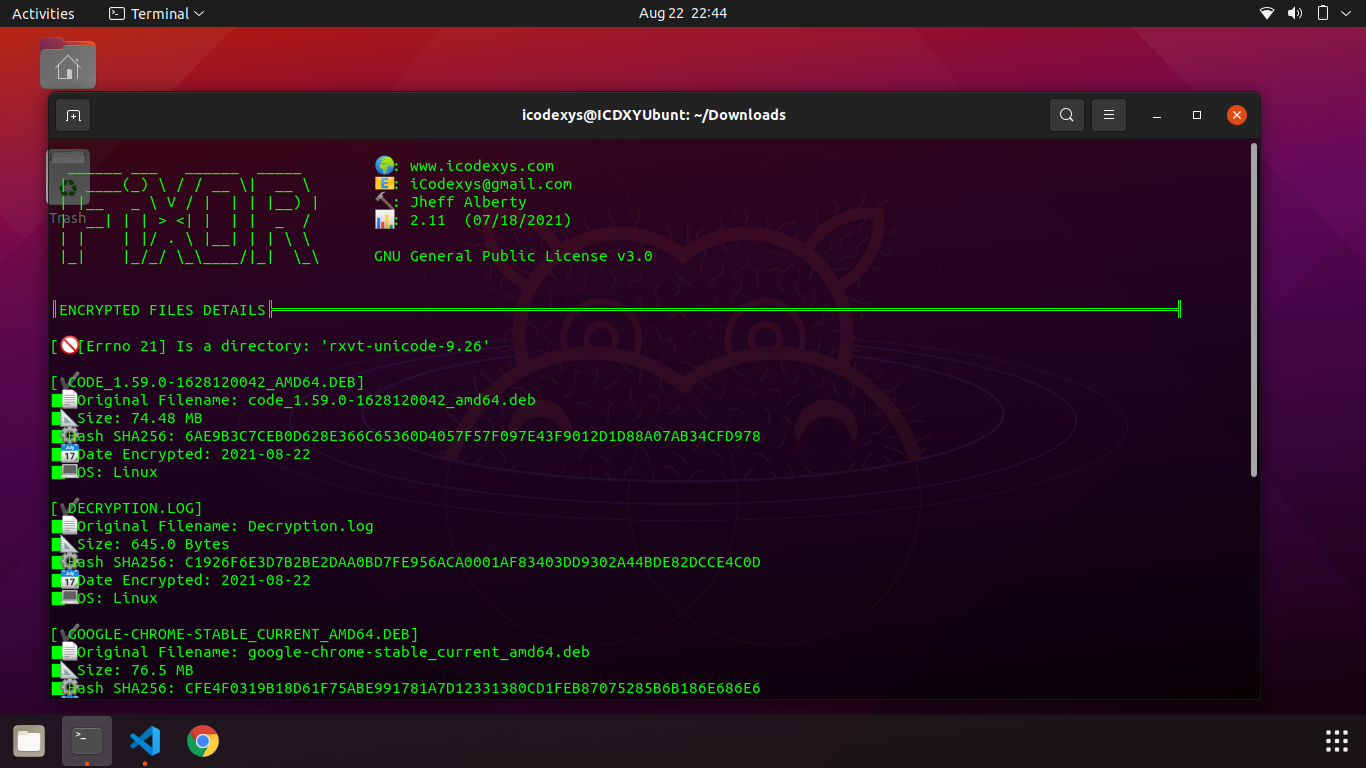 Activities
Terminal
Aug 22 22:44
icodexys@ICDXYUbunt: ~/Downloads
Trash
FIXOR
: www.icodexys.com
: iCodexys@gmail.com
: Jheff Alberty
: 2.11 (07/18/2021)
GNU General Public License v3.0
ENCRYPTED FILES DETAILS
[ [Errno 21] Is a directory: 'rxvt-unicode-9.26'
[ CODE_1.59.0-1628120042_AMD64.DEB]
Original Filename: code_1.59.0-1628120042_amd64.deb
Size: 74.48 MB
Hash SHA256: 6AE9B3C7CEB0D628E366C65360D4057F57F097E43F9012D1D88A07AB34CFD978
Date Encrypted: 2021-08-22
OS: Linux
[ DECRYPTION.LOG]
Original Filename: Decryption.log
Size: 645.0 Bytes
Hash SHA256: C1926F6E3D7B2BE2DAA0BD7FE956ACA0001AF83403DD9302A44BDE82DCCE4C0D
Date Encrypted: 2021-08-22
OS: Linux
[ GOOGLE-CHROME-STABLE_CURRENT_AMD64.DEB]
Original Filename: google-chrome-stable_current_amd64.deb
Size: 76.5 MB
Hash SHA256: CFE4F0319B18D61F75ABE991781A7D12331380CD1FEB87075285B6B186E686E6